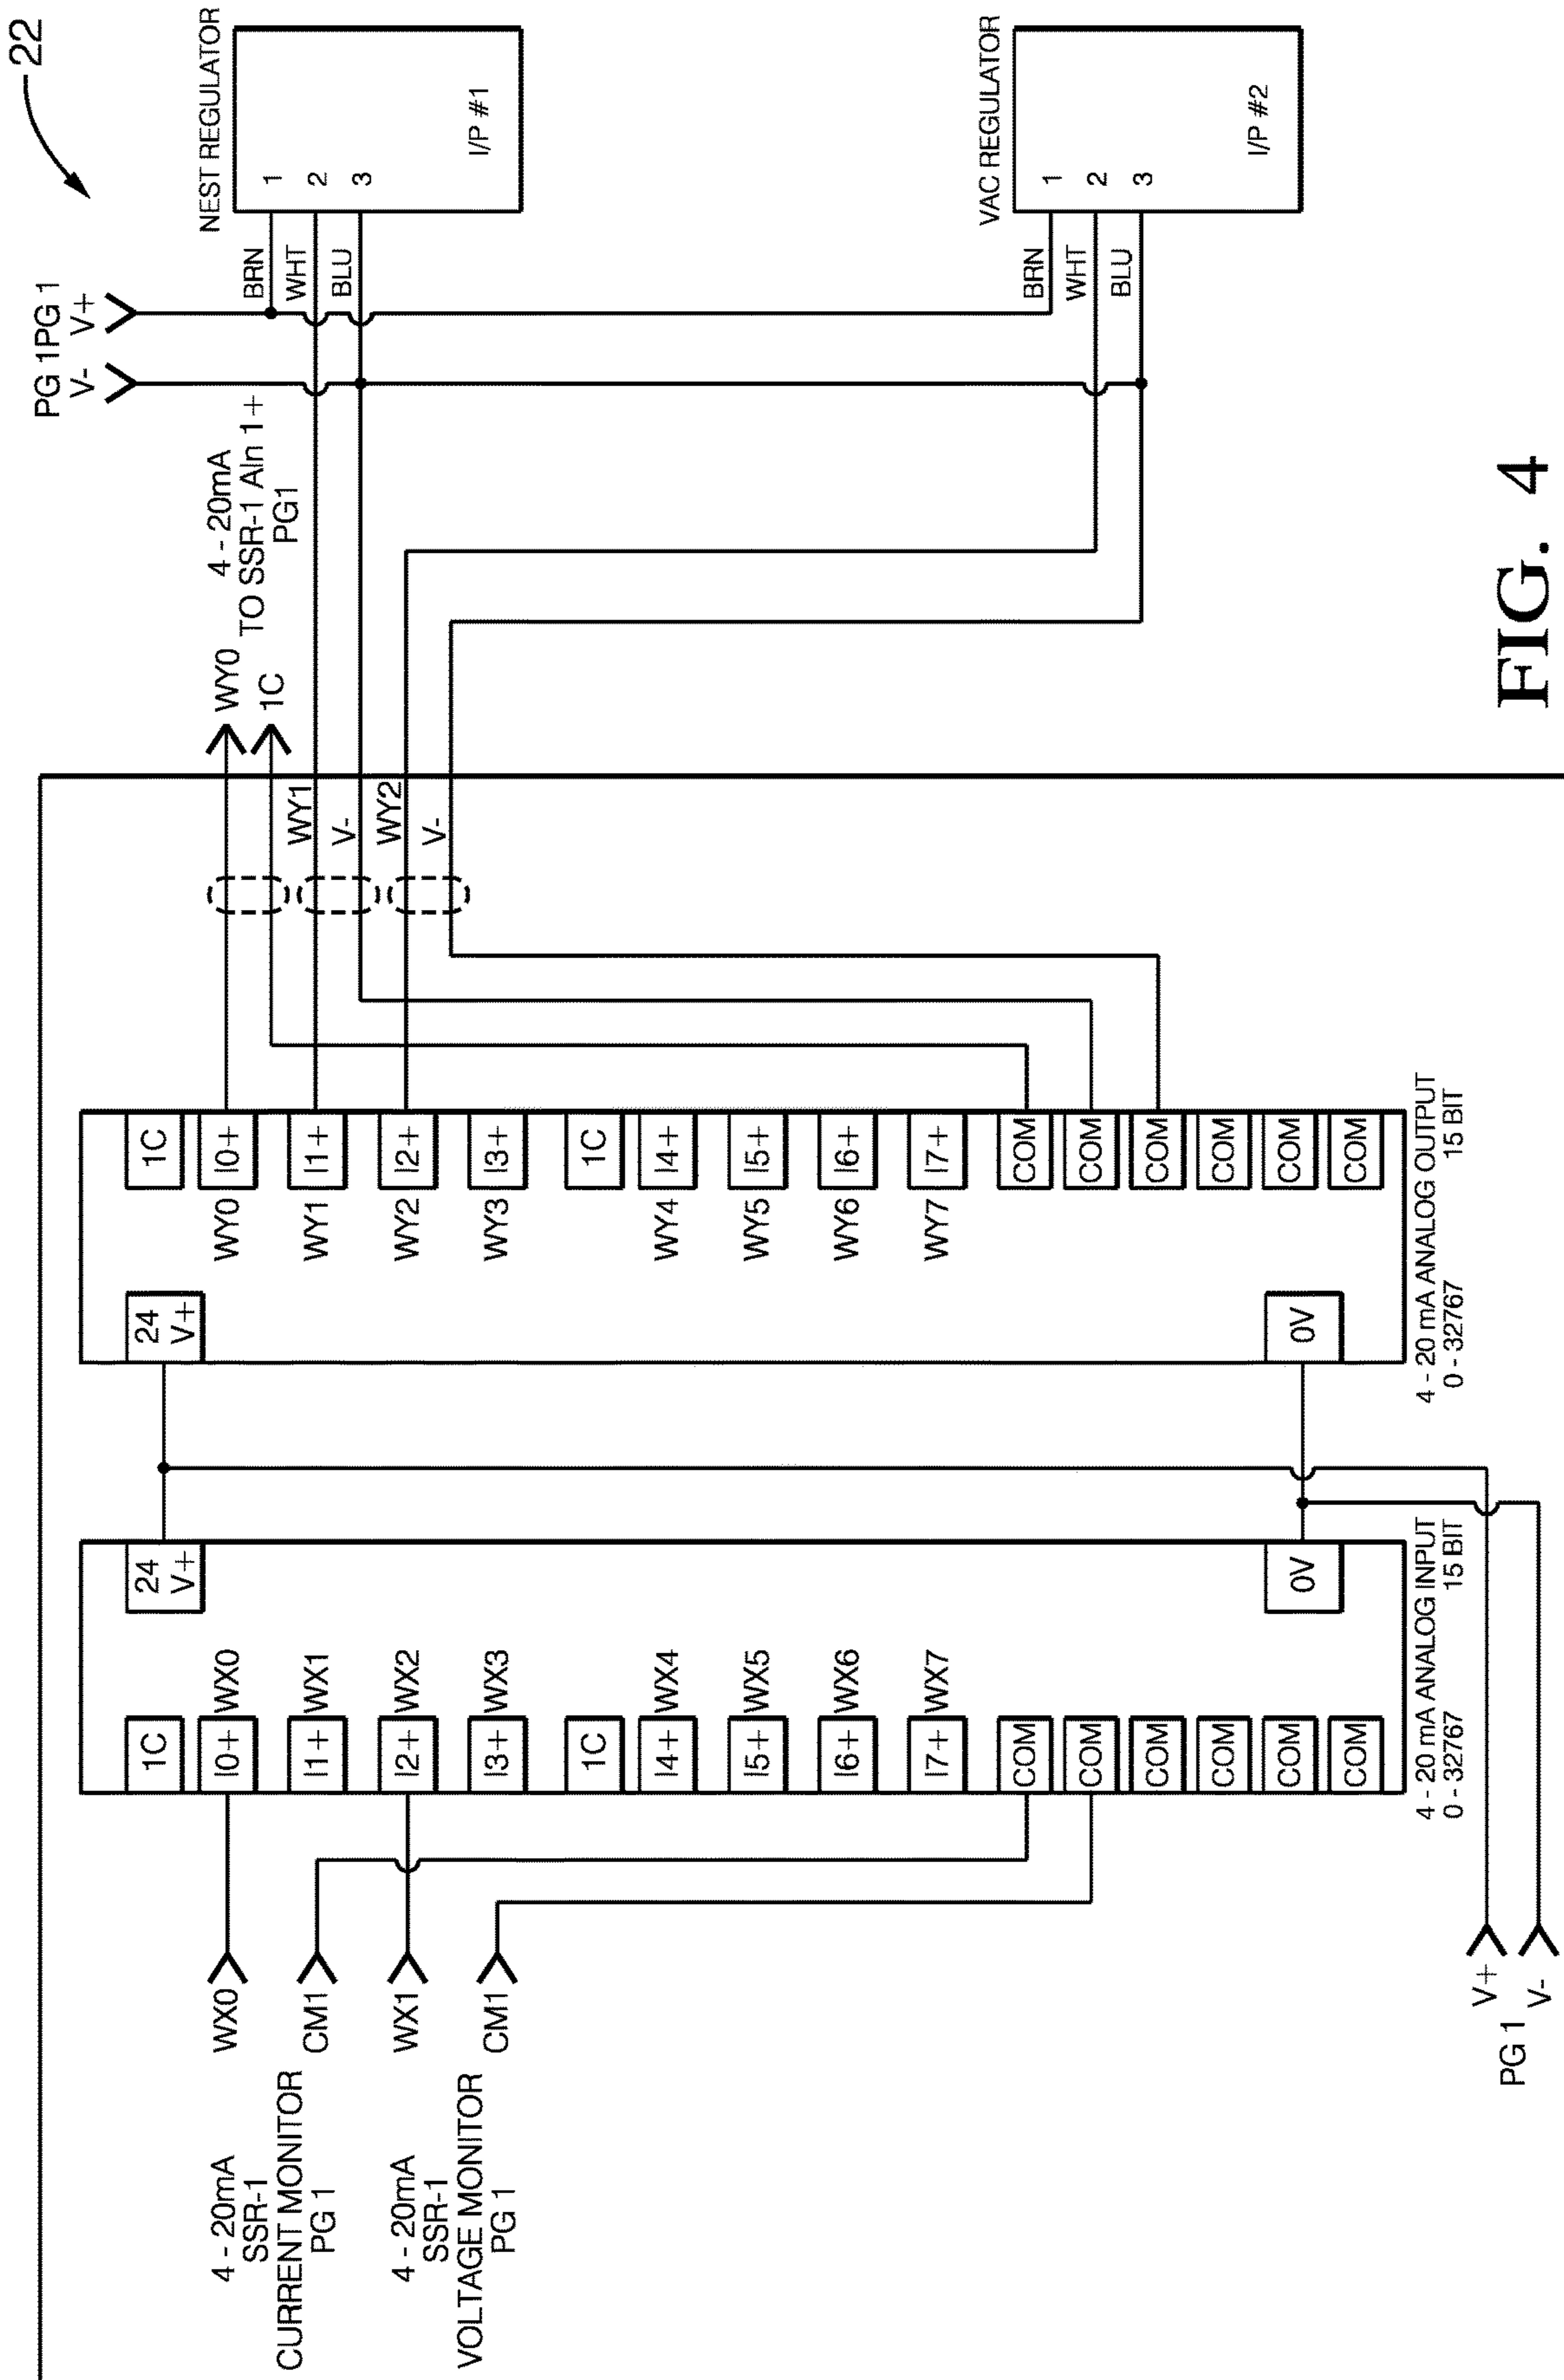 22
PG 1
V-
PG 1
V+
NEST REGULATOR
BRN
WHT
BLU
1
2
3
I/P #1
VAC REGULATOR
BRN
WHT
BLU
1
2
3
I/P #2
4 - 20mA
TO SSR-1 AIn 1+
PG1
WY0
1C
WY1
V-
WY2
V-
4 - 20mA
SSR-1
CURRENT MONITOR
PG 1
WX0
CM1
4 - 20mA
SSR-1
VOLTAGE MONITOR
PG 1
WX1
CM1
1C
I0+ WX0
I1+ WX1
I2+ WX2
I3+ WX3
1C
I4+ WX4
I5+ WX5
I6+ WX6
I7+ WX7
COM
COM
COM
COM
COM
COM
24
V+
0V
4 - 20 mA ANALOG INPUT
0 - 32767 15 BIT
24
V+
0V
1C
WY0 I0+
WY1 I1+
WY2 I2+
WY3 I3+
1C
WY4 I4+
WY5 I5+
WY6 I6+
WY7 I7+
COM
COM
COM
COM
COM
COM
4 - 20 mA ANALOG OUTPUT
0 - 32767 15 BIT
PG 1
V+
V-
FIG. 4